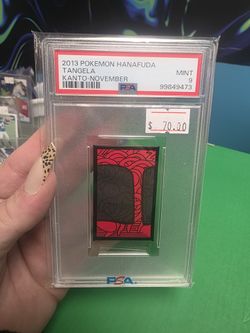 2013 POKEMON HANAFUDA
TANGELA
KANTO-NOVEMBER
MINT
9
PSA
99849473
$ 70.00
PSA